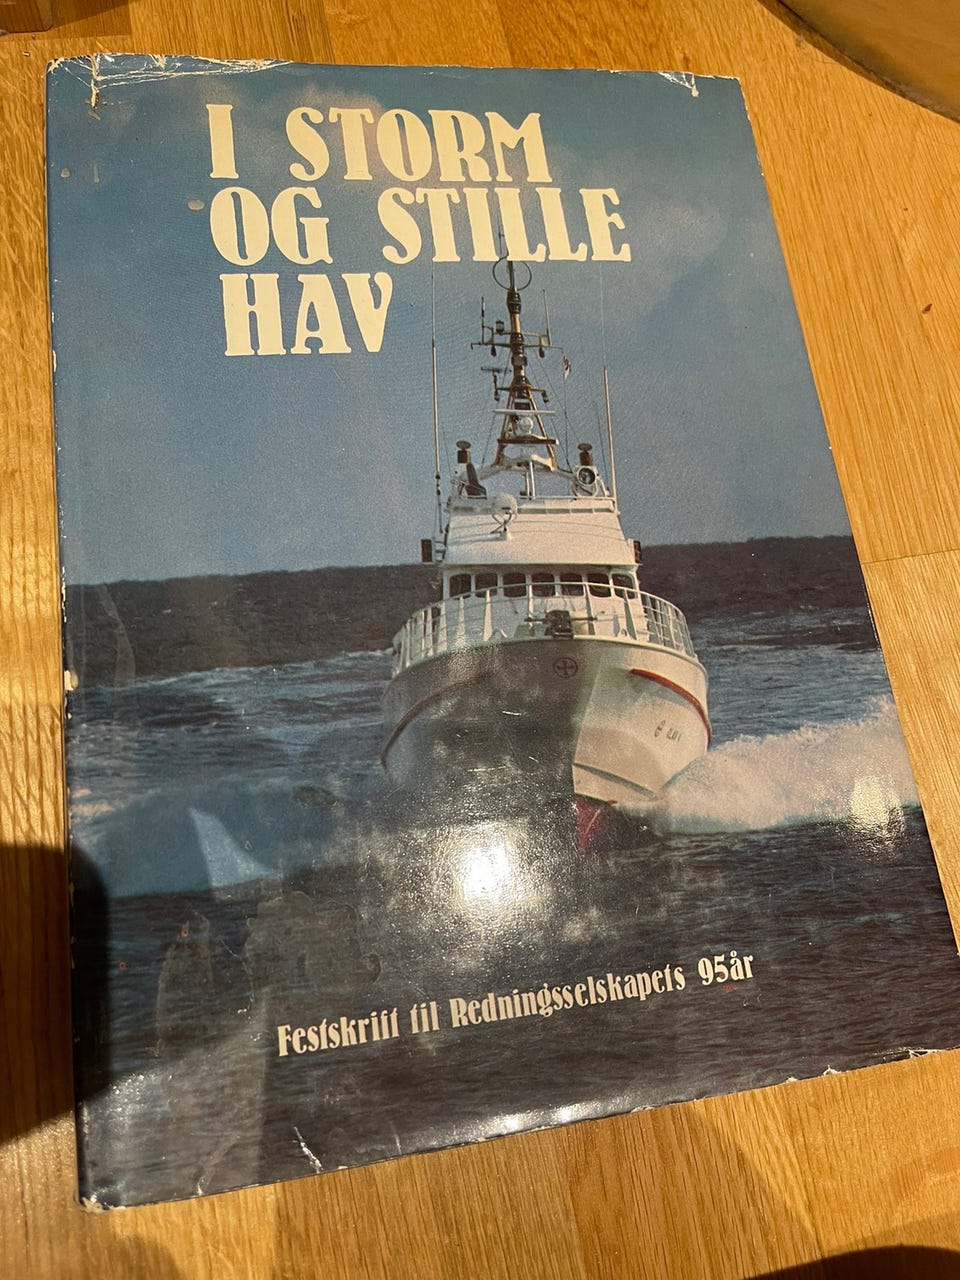 I STORM
OG STILLE
HAV
Festskrift til Redningsselskapets 95år